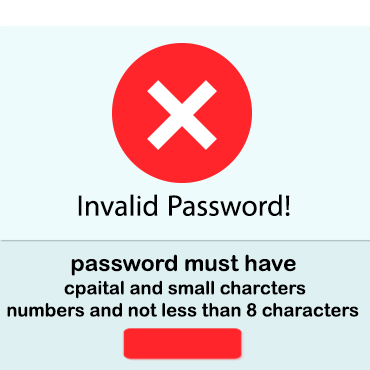 Invalid Password!
password must have
cpaital and small charcters
numbers and not less than 8 characters